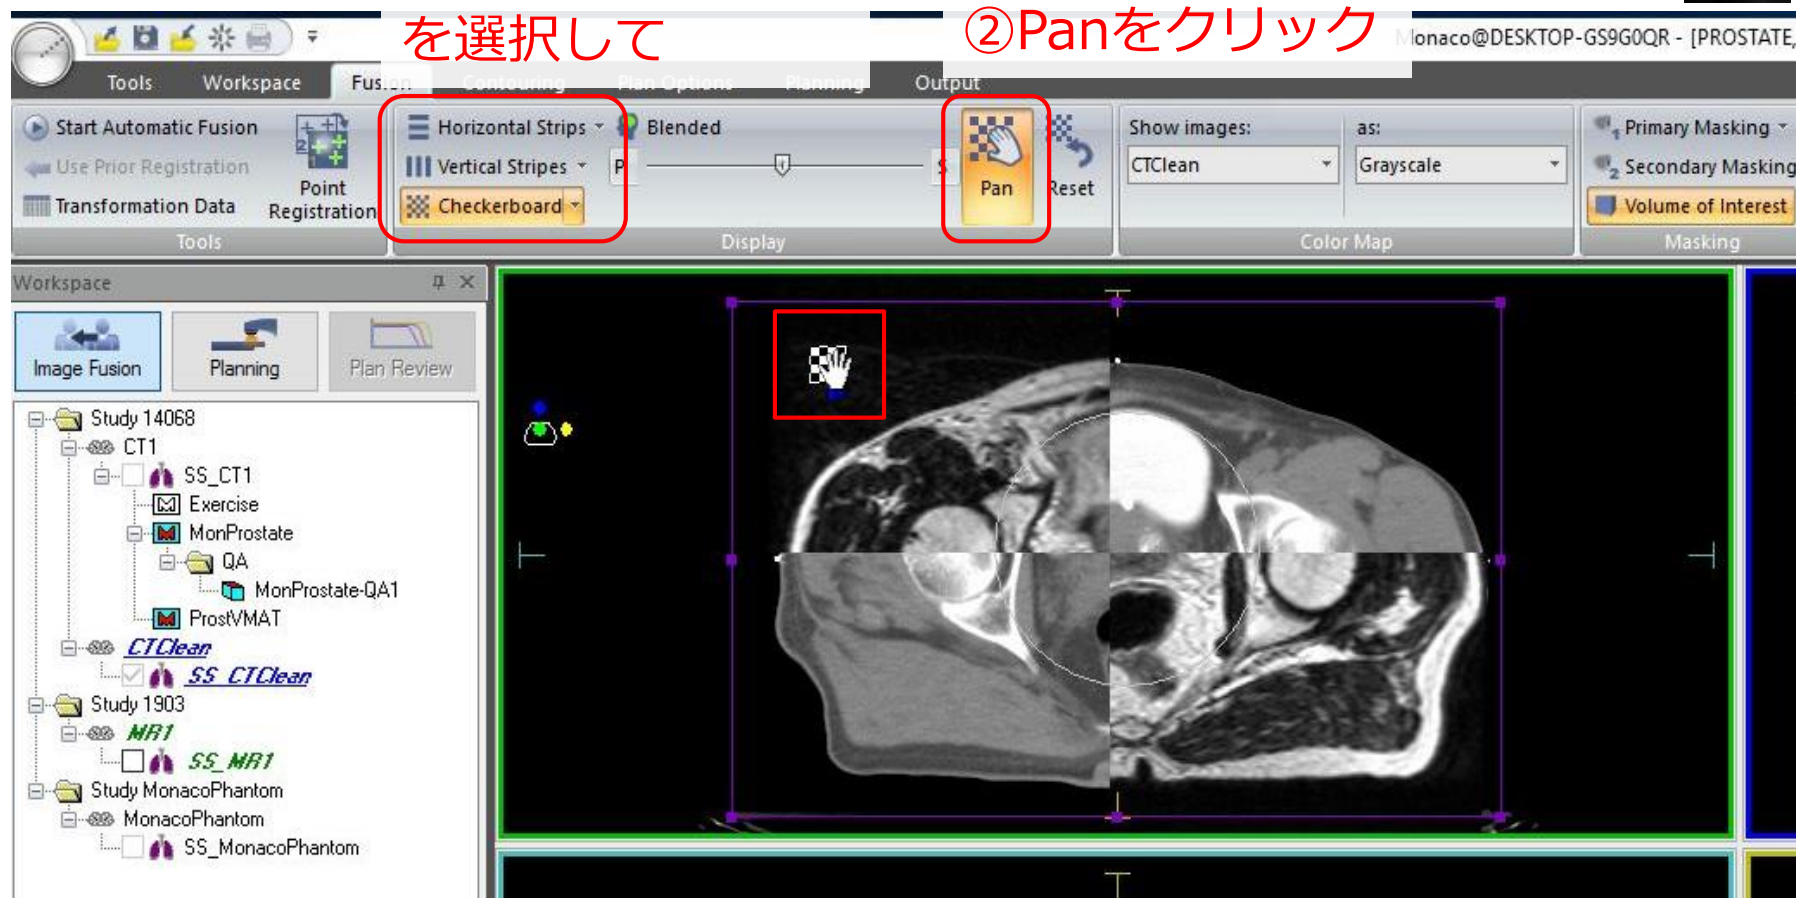 を選択して
②Panをクリック
onaco@DESKTOP-GS9G0QR - [PROSTATE,
Tools Workspace Fusion Contouring Plan Options Planning Output
Start Automatic Fusion
Use Prior Registration
Transformation Data
Point
Registration
Tools
Horizontal Strips
Vertical Stripes
Checkerboard
Blended
P S
Pan
Reset
Display
Show images:
CTClean
as:
Grayscale
Color Map
1 Primary Masking
2 Secondary Masking
Volume of Interest
Masking
Workspace
Image Fusion
Planning
Plan Review
Study 14068
CT1
SS_CT1
Exercise
MonProstate
QA
MonProstate-QA1
ProstVMAT
CTClean
SS_CTClean
Study 1903
MR1
SS_MR1
Study MonacoPhantom
MonacoPhantom
SS_MonacoPhantom